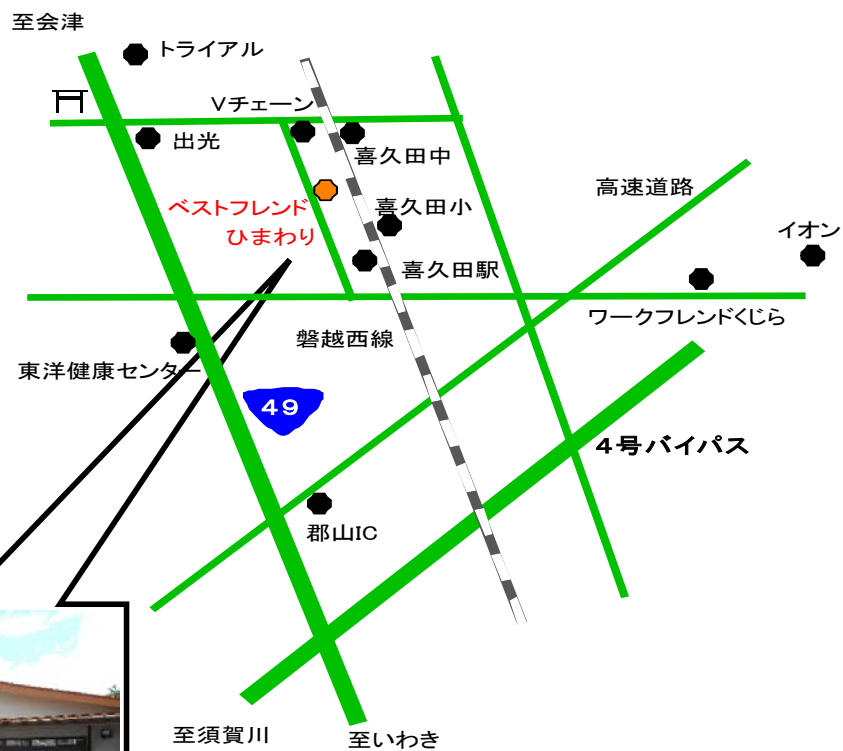 至会津
トライアル
Vチェーン
出光
喜久田中
高速道路
ベストフレンド
ひまわり
喜久田小
イオン
喜久田駅
ワークフレンドくじら
磐越西線
東洋健康センター
49
4号バイパス
郡山IC
至須賀川
至いわき